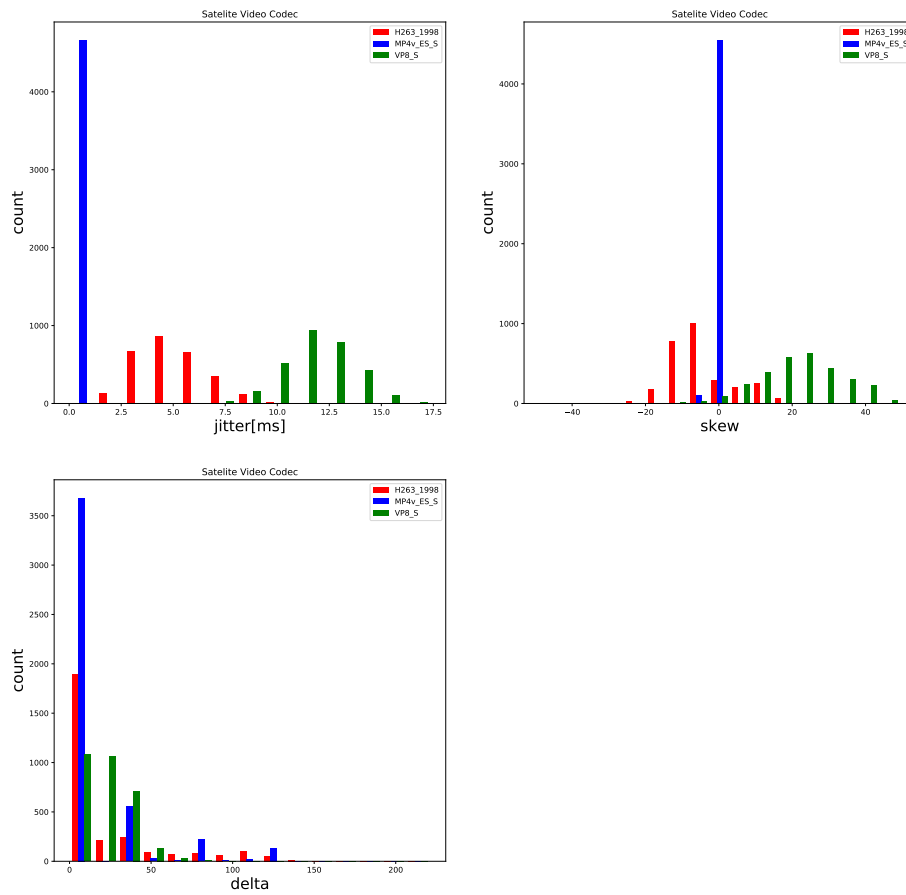 Satelite Video Codec
H263_1998
MP4v_ES_S
VP8_S
count
4000
3000
2000
1000
0
0.0 2.5 5.0 7.5 10.0 12.5 15.0 17.5
jitter[ms]
Satelite Video Codec
H263_1998
MP4v_ES_S
VP8_S
count
4000
3000
2000
1000
0
−40 −20 0 20 40
skew
Satelite Video Codec
H263_1998
MP4v_ES_S
VP8_S
count
3500
3000
2500
2000
1500
1000
500
0
0 50 100 150 200
delta